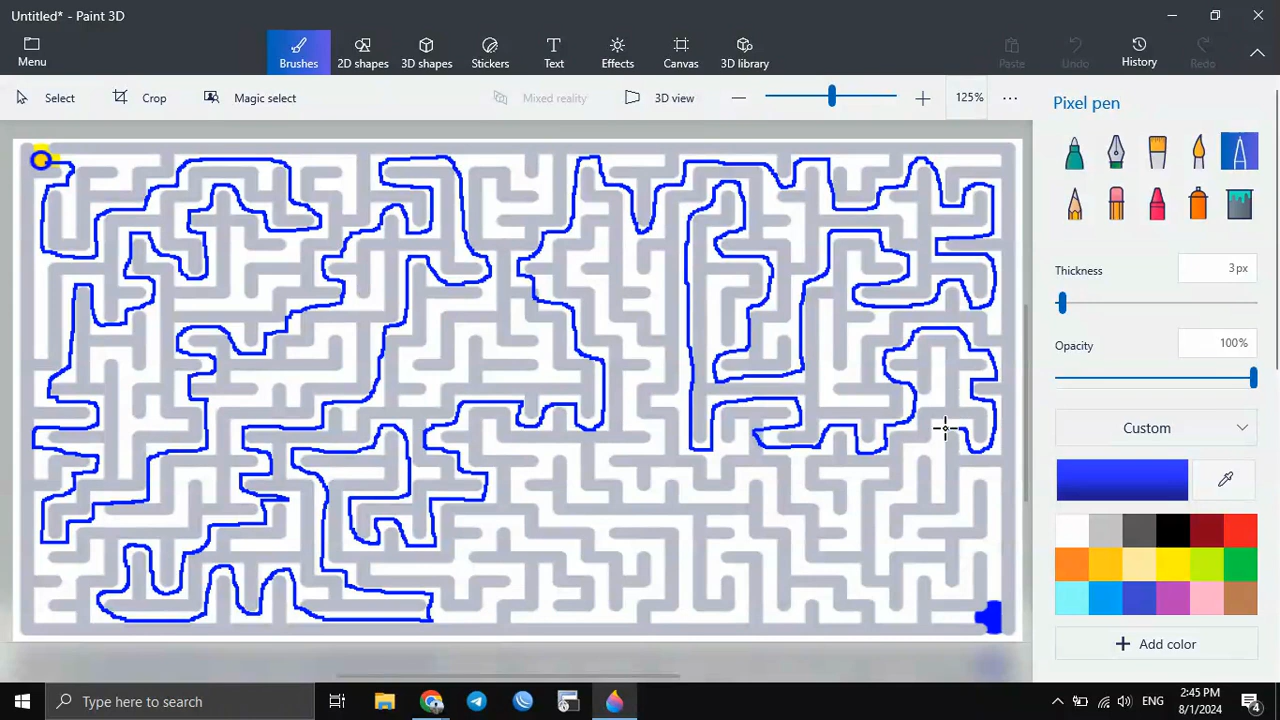 Untitled* - Paint 3D
Menu
Brushes
2D shapes
3D shapes
Stickers
Text
Effects
Canvas
3D library
Paste
Undo
History
Redo
Select
Crop
Magic select
Mixed reality
3D view
125%
Pixel pen
Thickness
3px
Opacity
100%
Custom
Add color
Type here to search
ENG
2:45 PM
8/1/2024
4